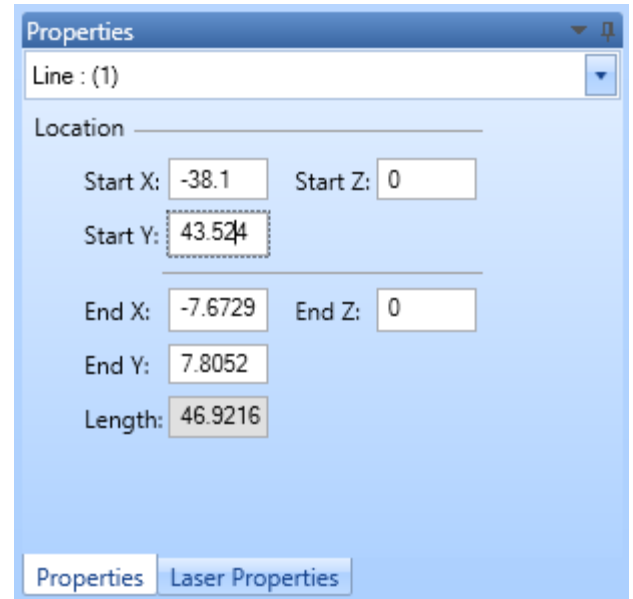 Properties
Line : (1)
Location
Start X: -38.1 Start Z: 0
Start Y: 43.524
End X: -7.6729 End Z: 0
End Y: 7.8052
Length: 46.9216
Properties Laser Properties